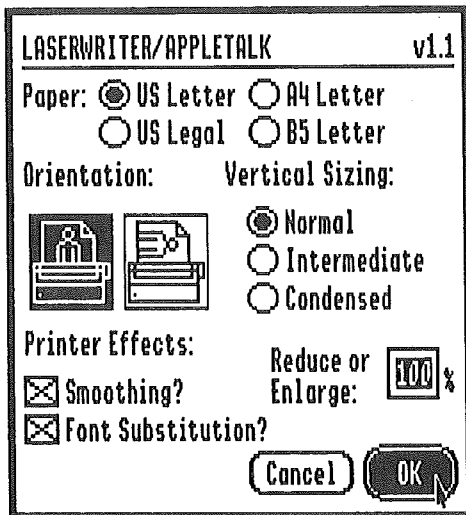 LASERWRITER/APPLETALK v1.1
Paper: US Letter A4 Letter
US Legal B5 Letter
Orientation: Vertical Sizing:
Normal
Intermediate
Condensed
Printer Effects:
Reduce or
Enlarge: 100 %
Smoothing?
Font Substitution?
Cancel OK